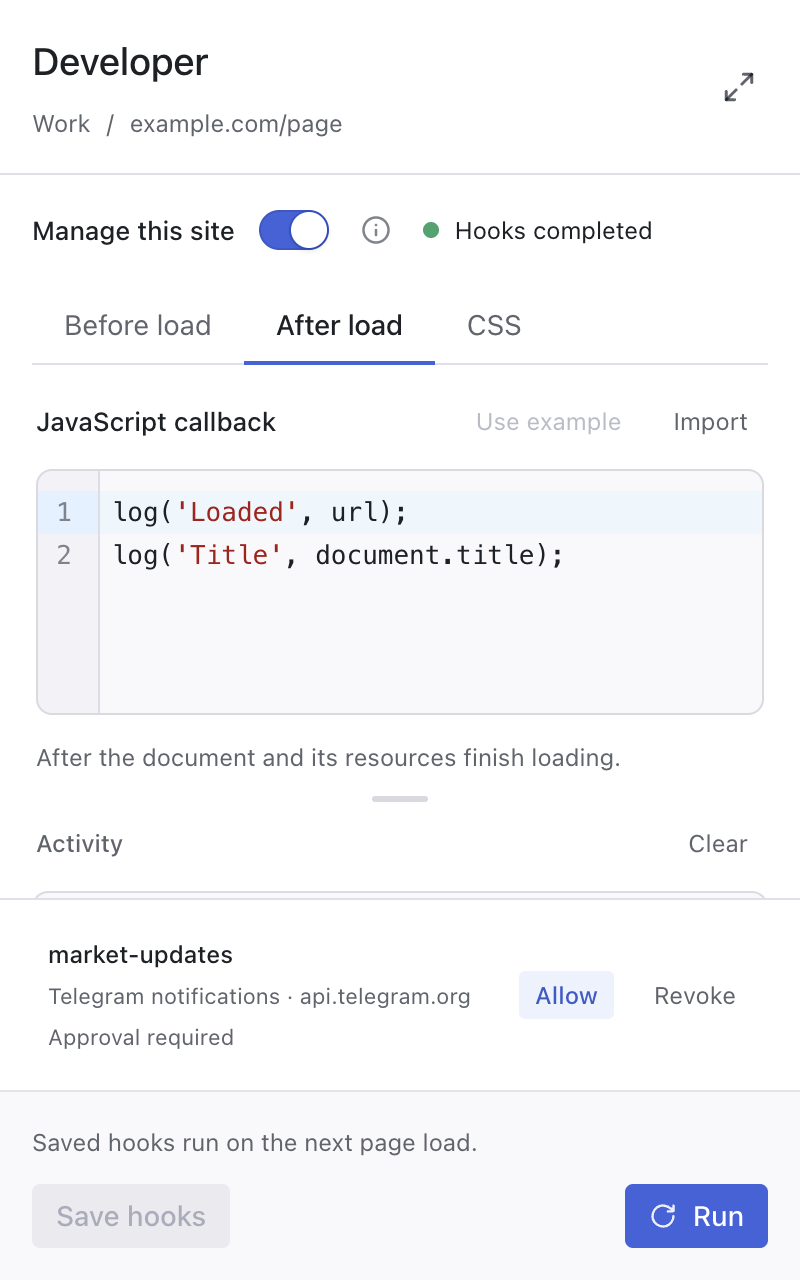 Developer
Work / example.com/page
Manage this site
Hooks completed
Before load
After load
CSS
JavaScript callback
Use example
Import
1 log('Loaded', url);
2 log('Title', document.title);
After the document and its resources finish loading.
Activity
Clear
market-updates
Telegram notifications · api.telegram.org
Approval required
Allow
Revoke
Saved hooks run on the next page load.
Save hooks
Run